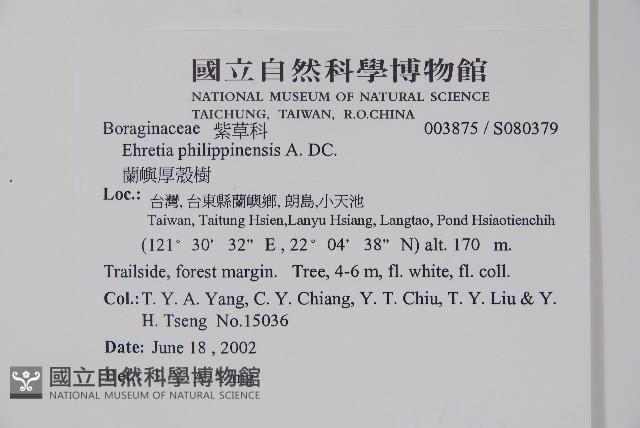 國立自然科學博物館
NATIONAL MUSEUM OF NATURAL SCIENCE
TAICHUNG, TAIWAN, R.O.CHINA
Boraginaceae 紫草科 003875 / S080379
Ehretia philippinensis A. DC.
蘭嶼厚殼樹
Loc.: 台灣, 台東縣蘭嶼鄉, 朗島,小天池
Taiwan, Taitung Hsien,Lanyu Hsiang, Langtao, Pond Hsiaotienchih
(121° 30’ 32” E , 22° 04’ 38” N) alt. 170 m.
Trailside, forest margin. Tree, 4-6 m, fl. white, fl. coll.
Col.:T. Y. A. Yang, C. Y. Chiang, Y. T. Chiu, T. Y. Liu & Y.
H. Tseng No.15036
Date: June 18 , 2002
國立自然科學博物館
NATIONAL MUSEUM OF NATURAL SCIENCE